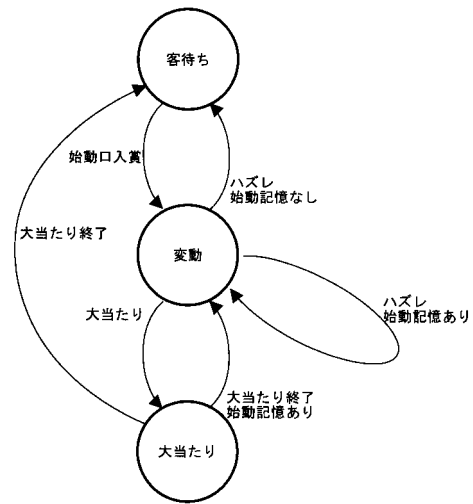 客待ち
始動口入賞
ハズレ
始動記憶なし
大当たり終了
変動
大当たり
ハズレ
始動記憶あり
大当たり終了
始動記憶あり
大当たり